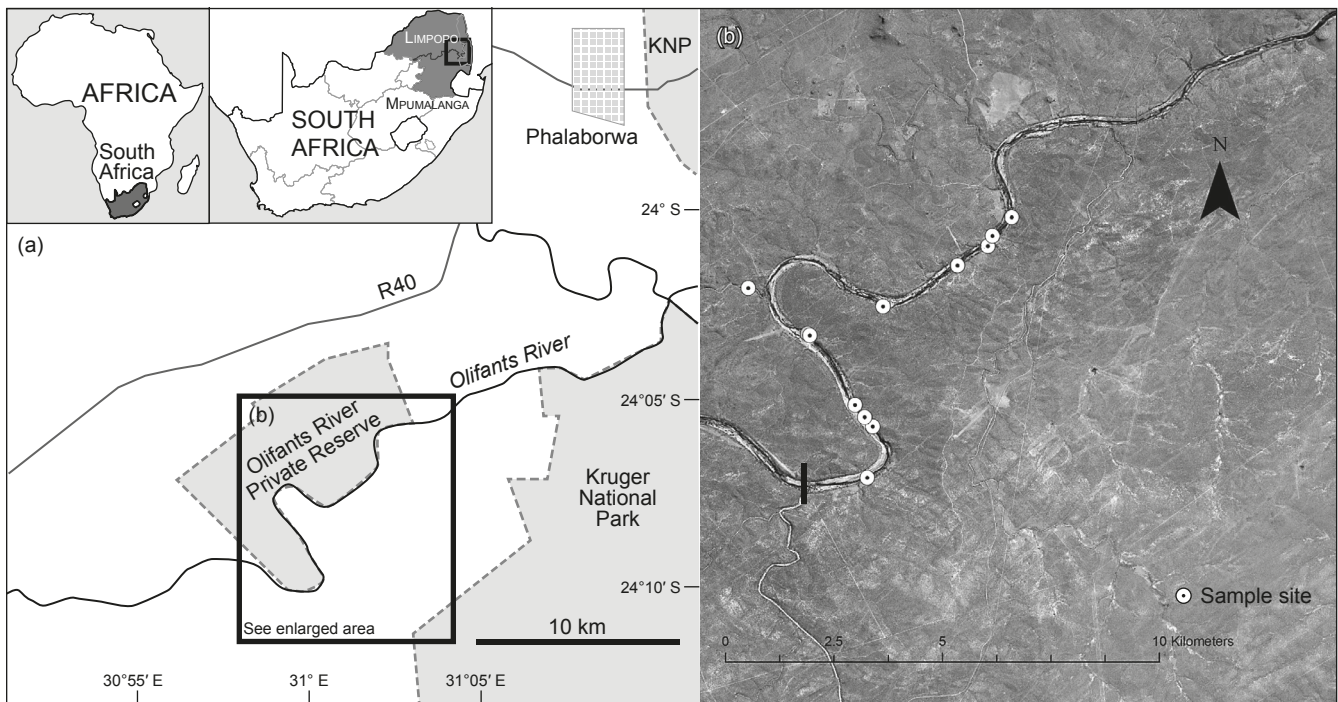 AFRICA
South
Africa
LIMPOPO
MPUMALANGA
SOUTH
AFRICA
KNP
Phalaborwa
24° S
(a)
R40
Olifants River
24°05′ S
(b)
Olifants River
Private Reserve
Kruger
National
Park
24°10′ S
See enlarged area
10 km
30°55′ E
31° E
31°05′ E
(b)
N
Sample site
0
2.5
5
10 Kilometers